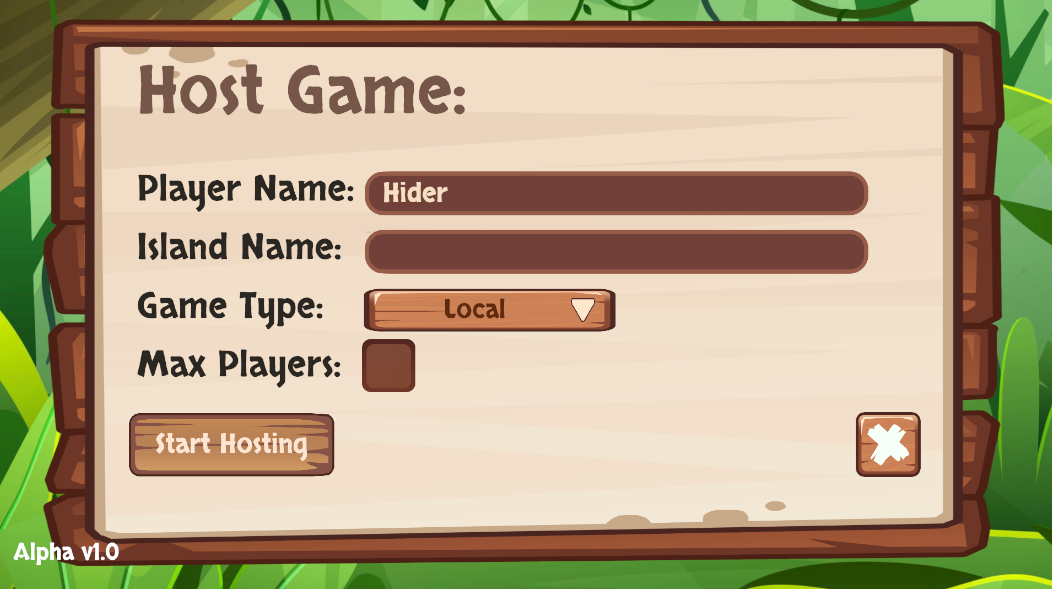 Host Game:
Player Name: Hider
Island Name:
Game Type: Local
Max Players:
Start Hosting
Alpha v1.0